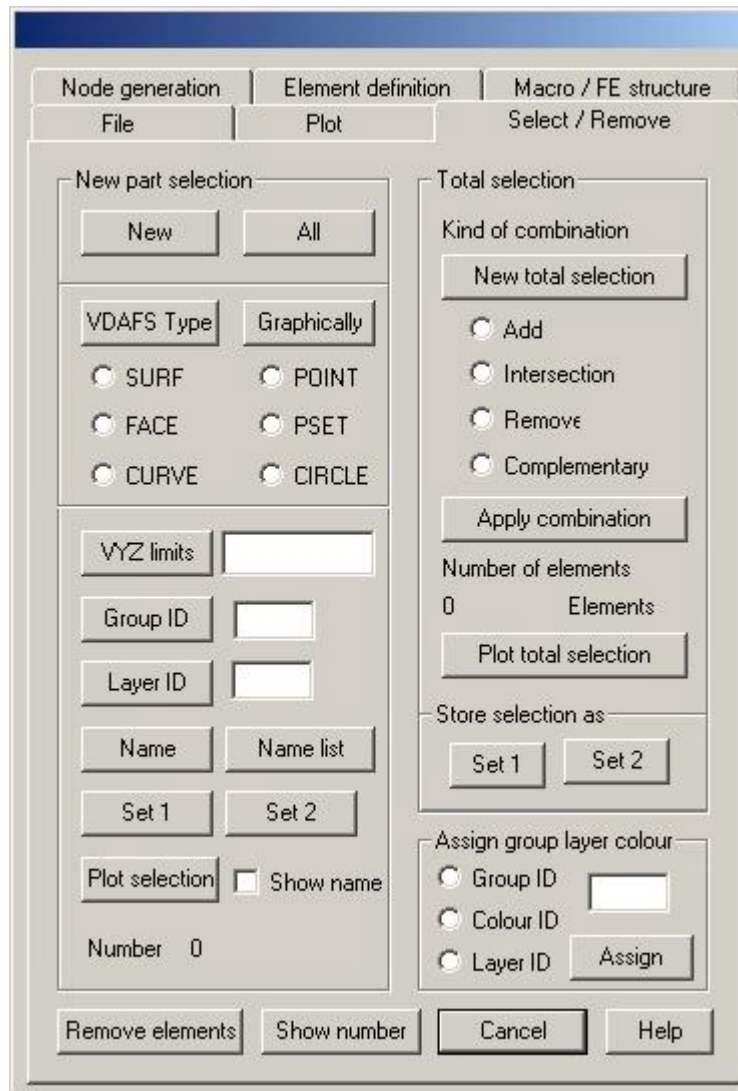 Node generation
Element definition
Macro / FE structure
File
Plot
Select / Remove
New part selection
New
All
VDAFS Type
Graphically
SURF
POINT
FACE
PSET
CURVE
CIRCLE
VYZ limits
Group ID
Layer ID
Name
Name list
Set 1
Set 2
Plot selection
Show name
Number 0
Total selection
Kind of combination
New total selection
Add
Intersection
Remove
Complementary
Apply combination
Number of elements
0 Elements
Plot total selection
Store selection as
Set 1
Set 2
Assign group layer colour
Group ID
Colour ID
Layer ID
Assign
Remove elements
Show number
Cancel
Help